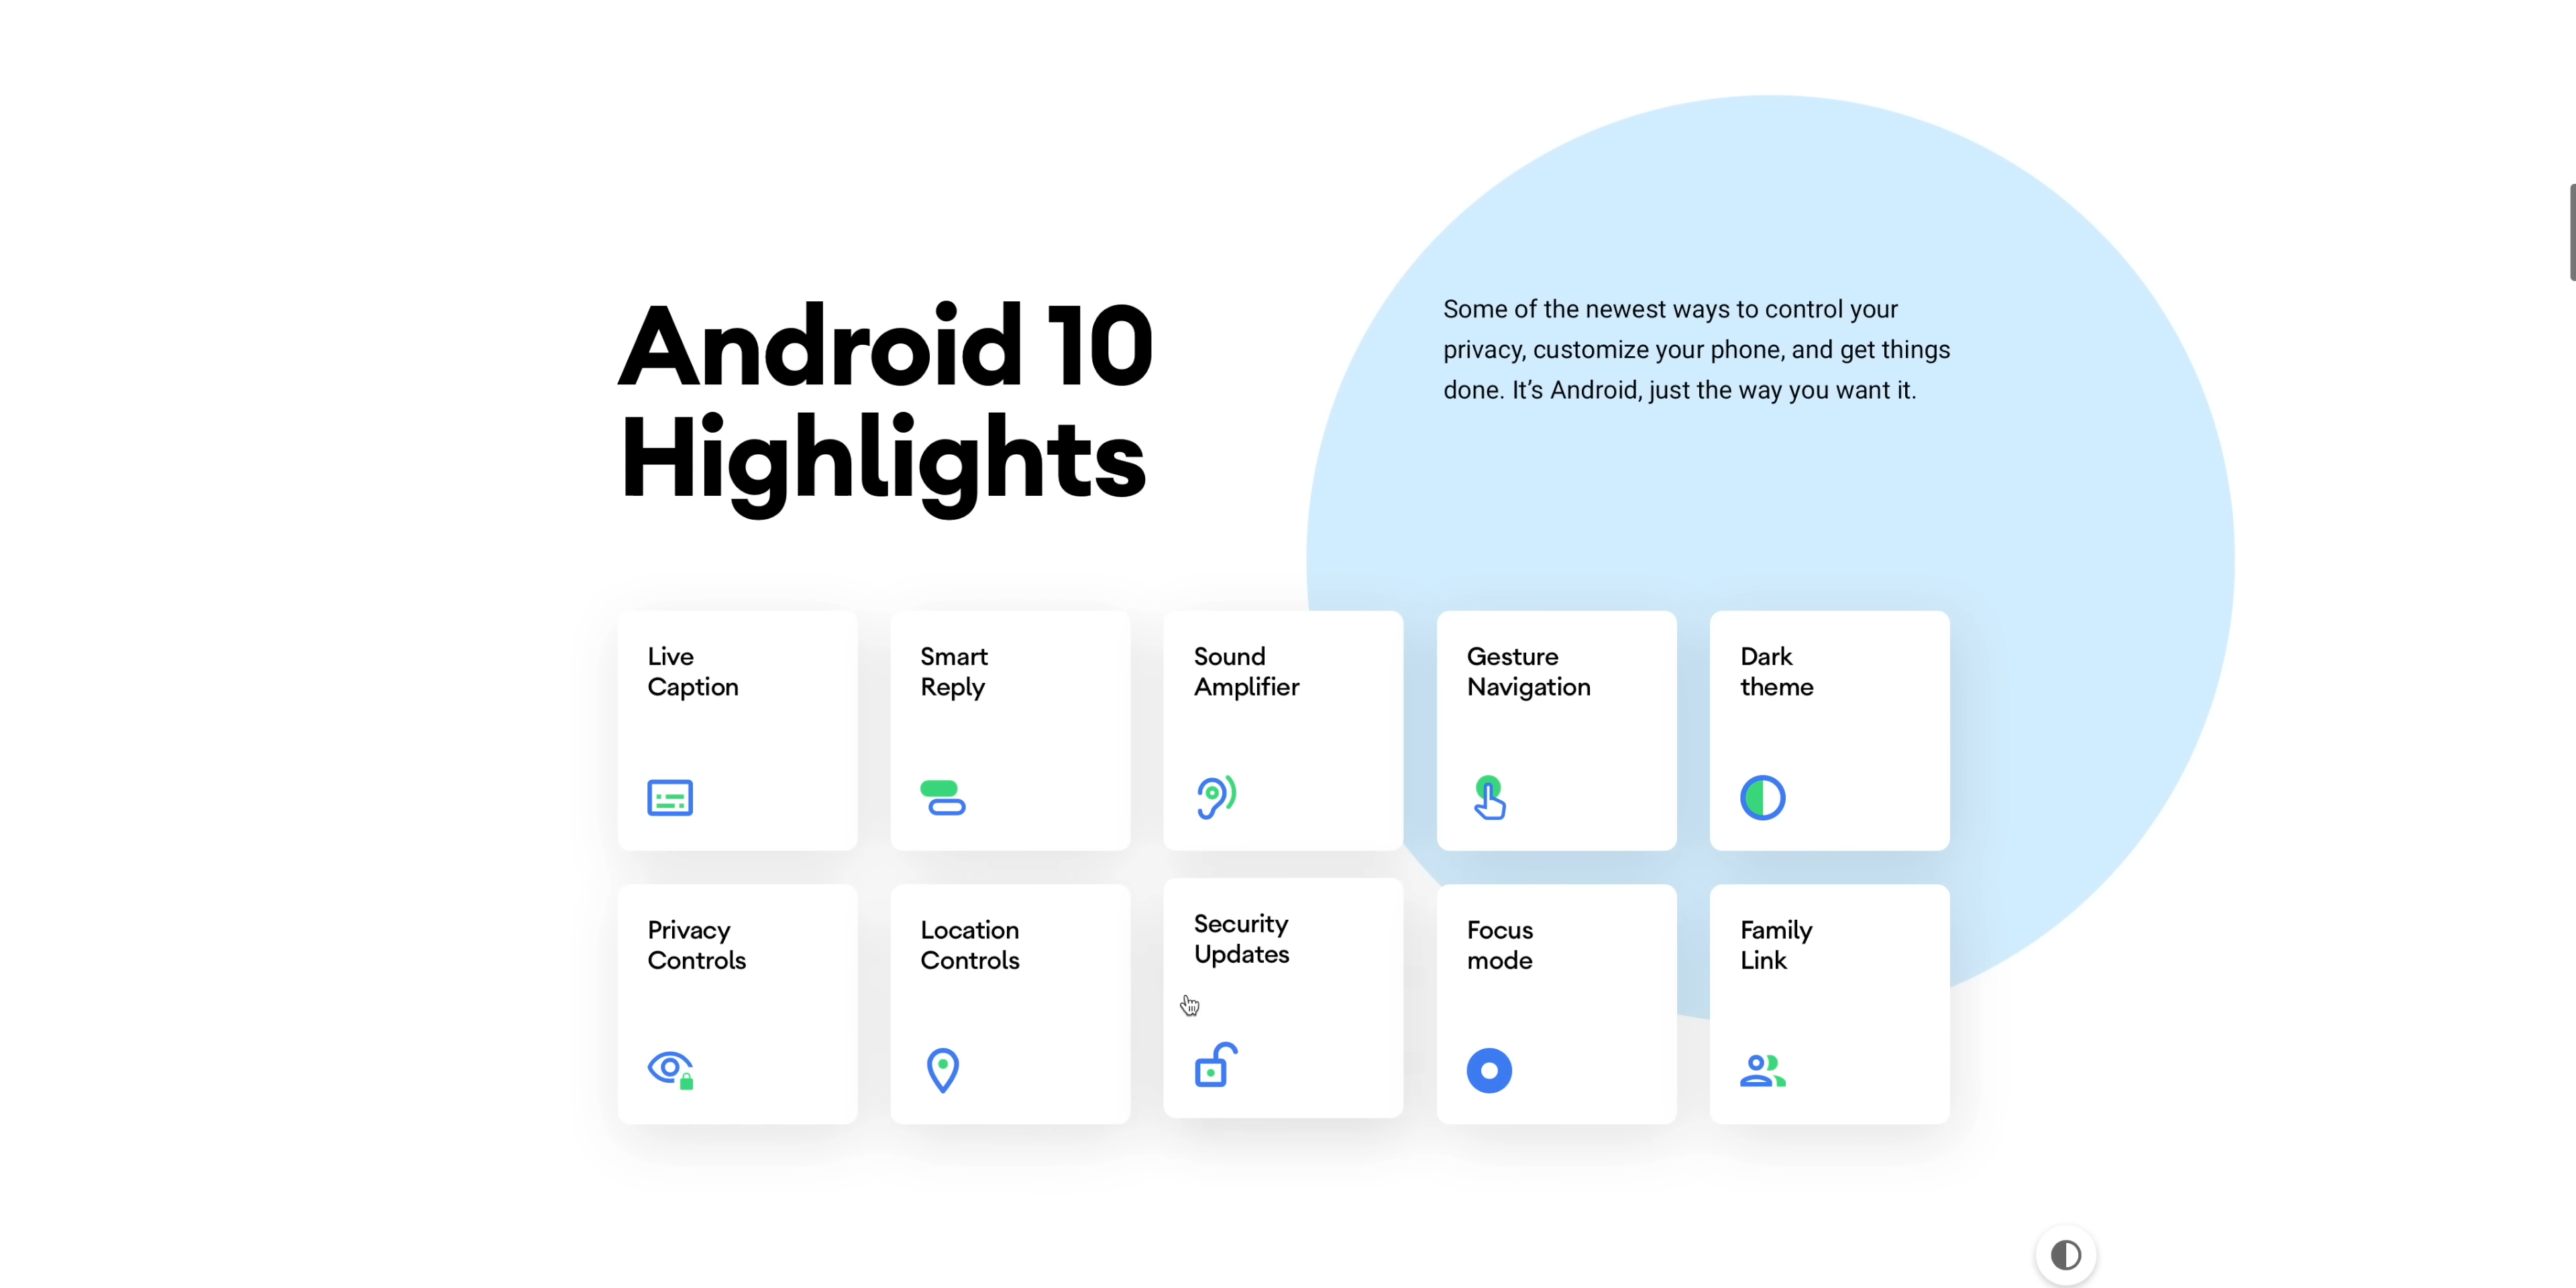 Android 10
Highlights
Some of the newest ways to control your
privacy, customize your phone, and get things
done. It’s Android, just the way you want it.
Live
Caption
Smart
Reply
Sound
Amplifier
Gesture
Navigation
Dark
theme
Privacy
Controls
Location
Controls
Security
Updates
Focus
mode
Family
Link